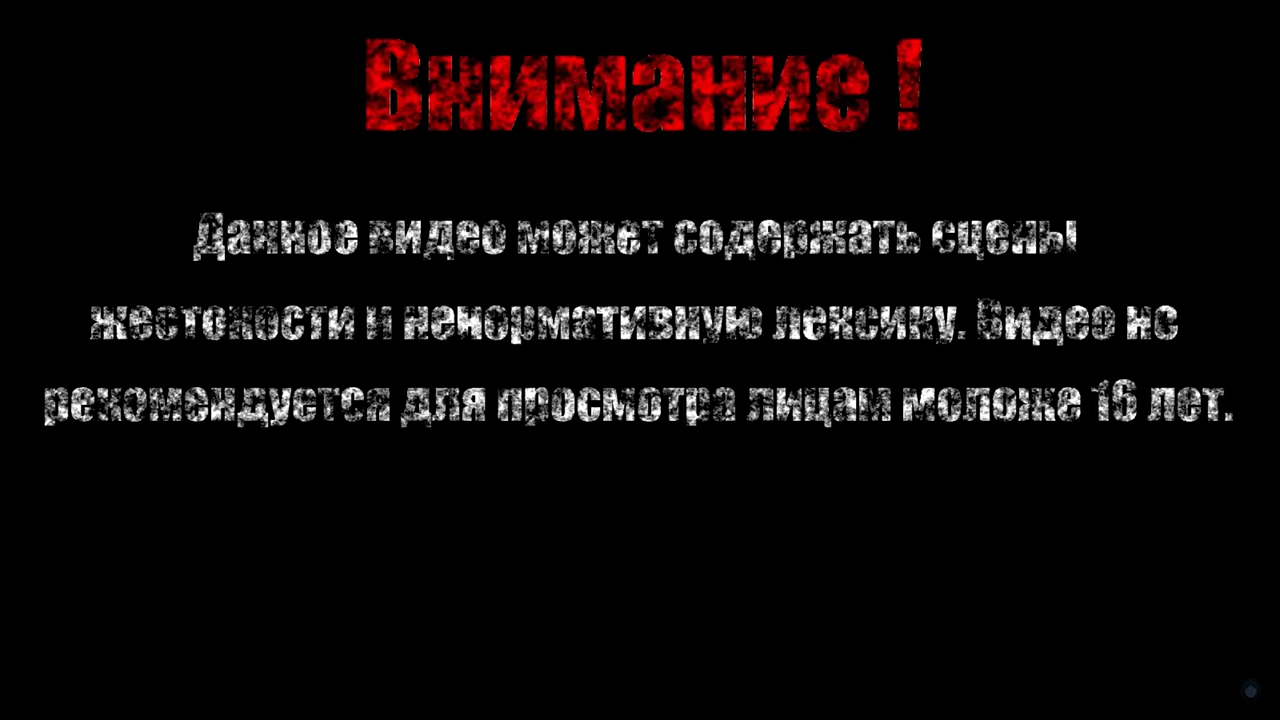 Внимание !
Данное видео может содержать сцены
жестокости и ненормативную лексику. Видео не
рекомендуется для просмотра лицам моложе 16 лет.